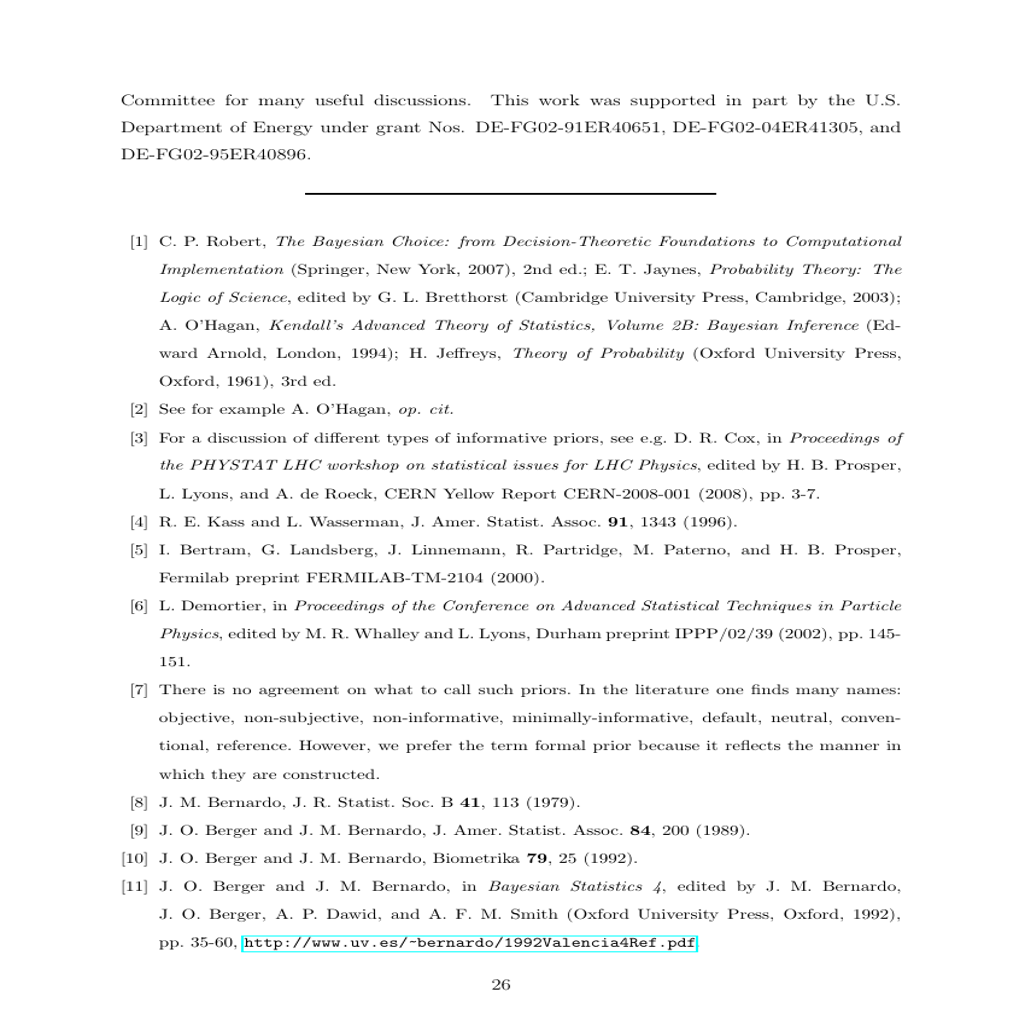 Committee for many useful discussions. This work was supported in part by the U.S.
Department of Energy under grant Nos. DE-FG02-91ER40651, DE-FG02-04ER41305, and
DE-FG02-95ER40896.
[1] C. P. Robert, The Bayesian Choice: from Decision-Theoretic Foundations to Computational
Implementation (Springer, New York, 2007), 2nd ed.; E. T. Jaynes, Probability Theory: The
Logic of Science, edited by G. L. Bretthorst (Cambridge University Press, Cambridge, 2003);
A. O'Hagan, Kendall's Advanced Theory of Statistics, Volume 2B: Bayesian Inference (Ed-
ward Arnold, London, 1994); H. Jeffreys, Theory of Probability (Oxford University Press,
Oxford, 1961), 3rd ed.
[2] See for example A. O'Hagan, op. cit.
[3] For a discussion of different types of informative priors, see e.g. D. R. Cox, in Proceedings of
the PHYSTAT LHC workshop on statistical issues for LHC Physics, edited by H. B. Prosper,
L. Lyons, and A. de Roeck, CERN Yellow Report CERN-2008-001 (2008), pp. 3-7.
[4] R. E. Kass and L. Wasserman, J. Amer. Statist. Assoc. 91, 1343 (1996).
[5] I. Bertram, G. Landsberg, J. Linnemann, R. Partridge, M. Paterno, and H. B. Prosper,
Fermilab preprint FERMILAB-TM-2104 (2000).
[6] L. Demortier, in Proceedings of the Conference on Advanced Statistical Techniques in Particle
Physics, edited by M. R. Whalley and L. Lyons, Durham preprint IPPP/02/39 (2002), pp. 145-
151.
[7] There is no agreement on what to call such priors. In the literature one finds many names:
objective, non-subjective, non-informative, minimally-informative, default, neutral, conven-
tional, reference. However, we prefer the term formal prior because it reflects the manner in
which they are constructed.
[8] J. M. Bernardo, J. R. Statist. Soc. B 41, 113 (1979).
[9] J. O. Berger and J. M. Bernardo, J. Amer. Statist. Assoc. 84, 200 (1989).
[10] J. O. Berger and J. M. Bernardo, Biometrika 79, 25 (1992).
[11] J. O. Berger and J. M. Bernardo, in Bayesian Statistics 4, edited by J. M. Bernardo,
J. O. Berger, A. P. Dawid, and A. F. M. Smith (Oxford University Press, Oxford, 1992),
pp. 35-60, http://www.uv.es/~bernardo/1992Valencia4Ref.pdf
26